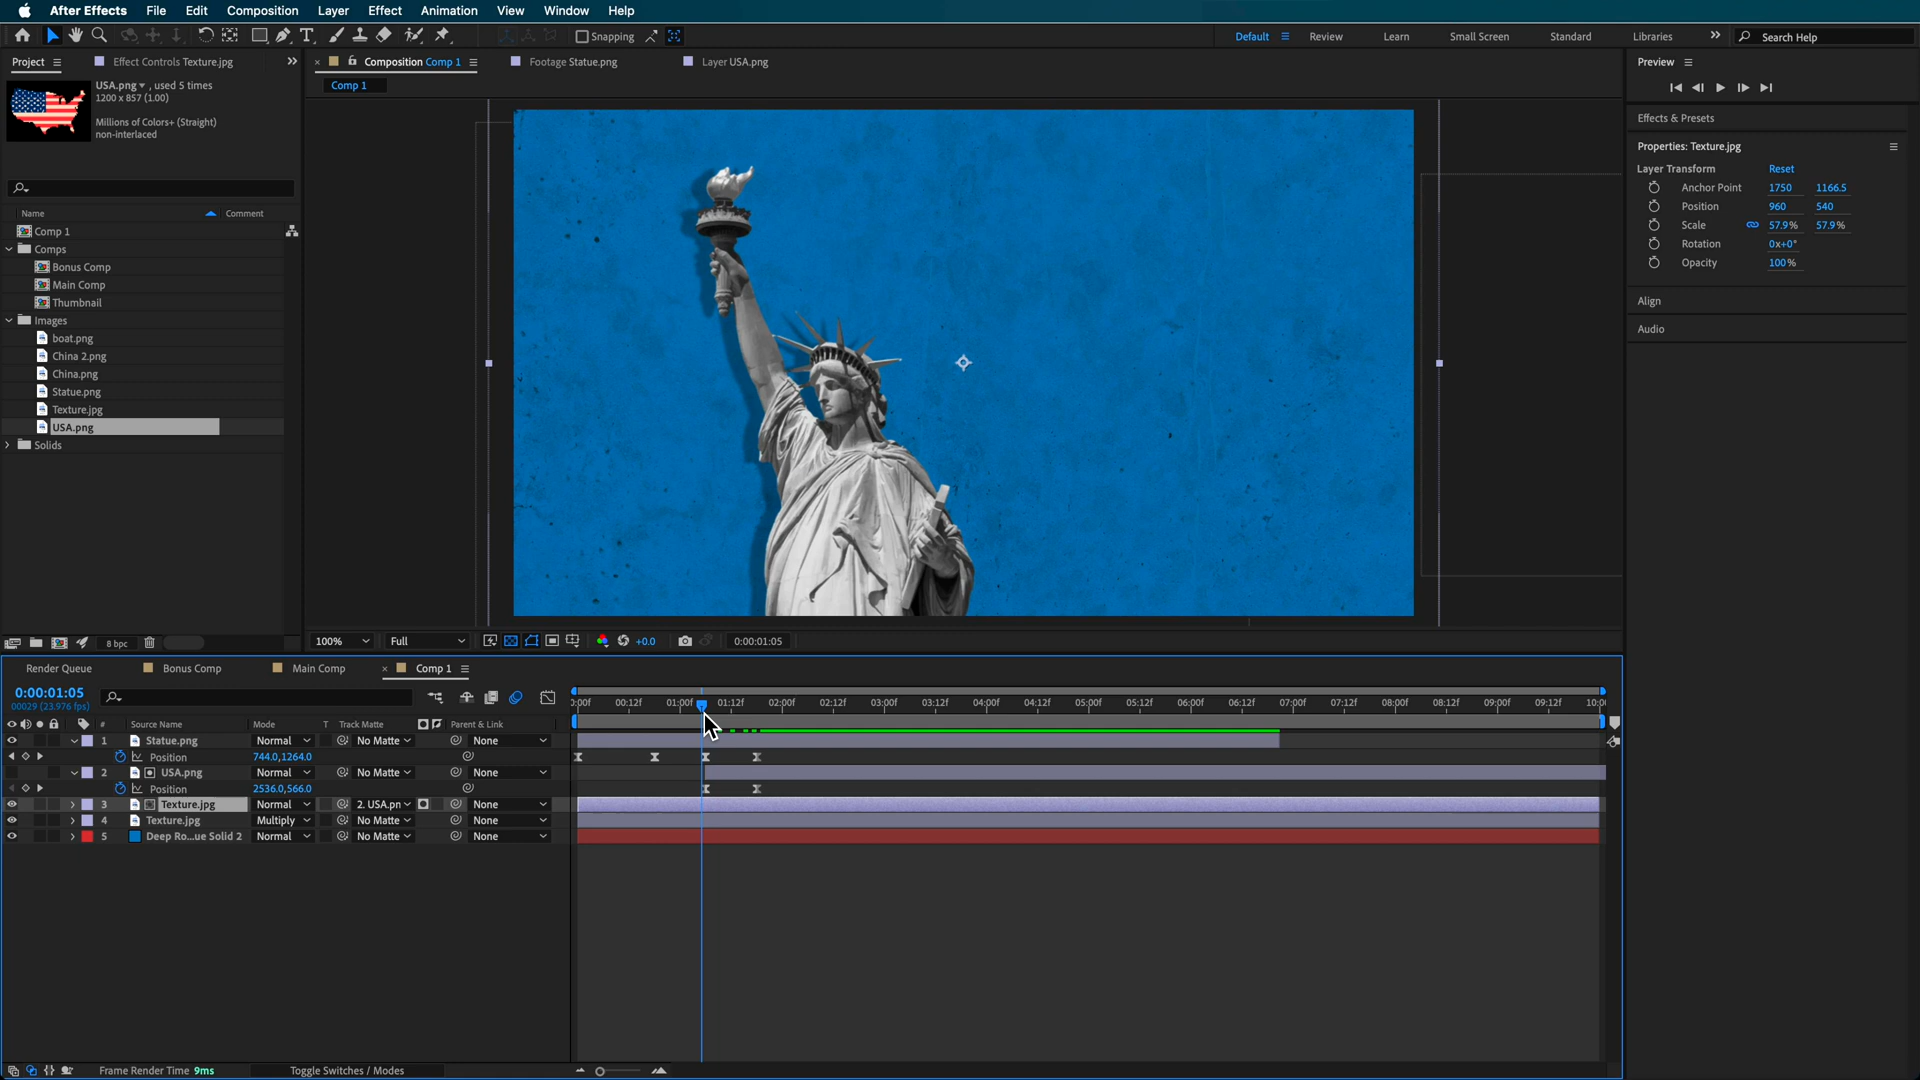 After Effects File Edit Composition Layer Effect Animation View Window Help
Snapping Default Review Learn Small Screen Standard Libraries Search Help
Project Effect Controls Texture.jpg
Composition Comp 1 Footage Statue.png Layer USA.png
Comp 1
USA.png , used 5 times
1200 x 857 (1.00)
Millions of Colors+ (Straight)
non-interlaced
Name Comment
Comp 1
Comps
Bonus Comp
Main Comp
Thumbnail
Images
boat.png
China 2.png
China.png
Statue.png
Texture.jpg
USA.png
Solids
8 bpc
100% Full +0.0 0:00:01:05
Preview
Effects & Presets
Properties: Texture.jpg
Layer Transform Reset
Anchor Point 1750 1166.5
Position 960 540
Scale 57.9% 57.9%
Rotation 0x+0°
Opacity 100%
Align
Audio
Render Queue Bonus Comp Main Comp Comp 1
0:00:01:05
00029 (23.976 fps)
:00f 00:12f 01:00f 01:12f 02:00f 02:12f 03:00f 03:12f 04:00f 04:12f 05:00f 05:12f 06:00f 06:12f 07:00f 07:12f 08:00f 08:12f 09:00f 09:12f 10:0
# Source Name Mode T Track Matte Parent & Link
1 Statue.png Normal No Matte None
Position 744.0,1264.0
2 USA.png Normal No Matte None
Position 2536.0,566.0
3 Texture.jpg Normal 2. USA.pn None
4 Texture.jpg Multiply No Matte None
5 Deep Ro...ue Solid 2 Normal No Matte None
Frame Render Time 9ms Toggle Switches / Modes